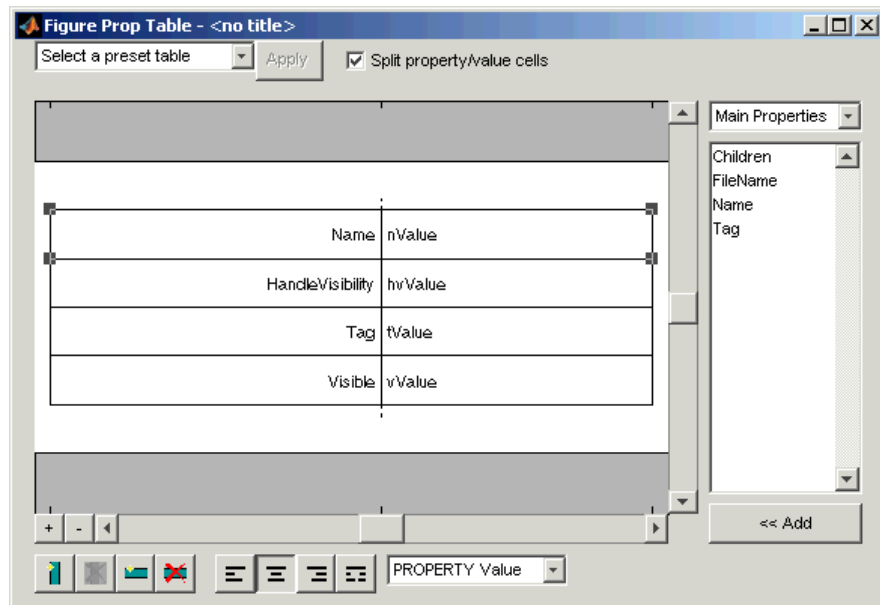 Figure Prop Table - <no title>
Select a preset table
Apply
Split property/value cells
Main Properties
Children
FileName
Name
Tag
Name nValue
HandleVisibility hvValue
Tag tValue
Visible vValue
+ -
<< Add
PROPERTY Value